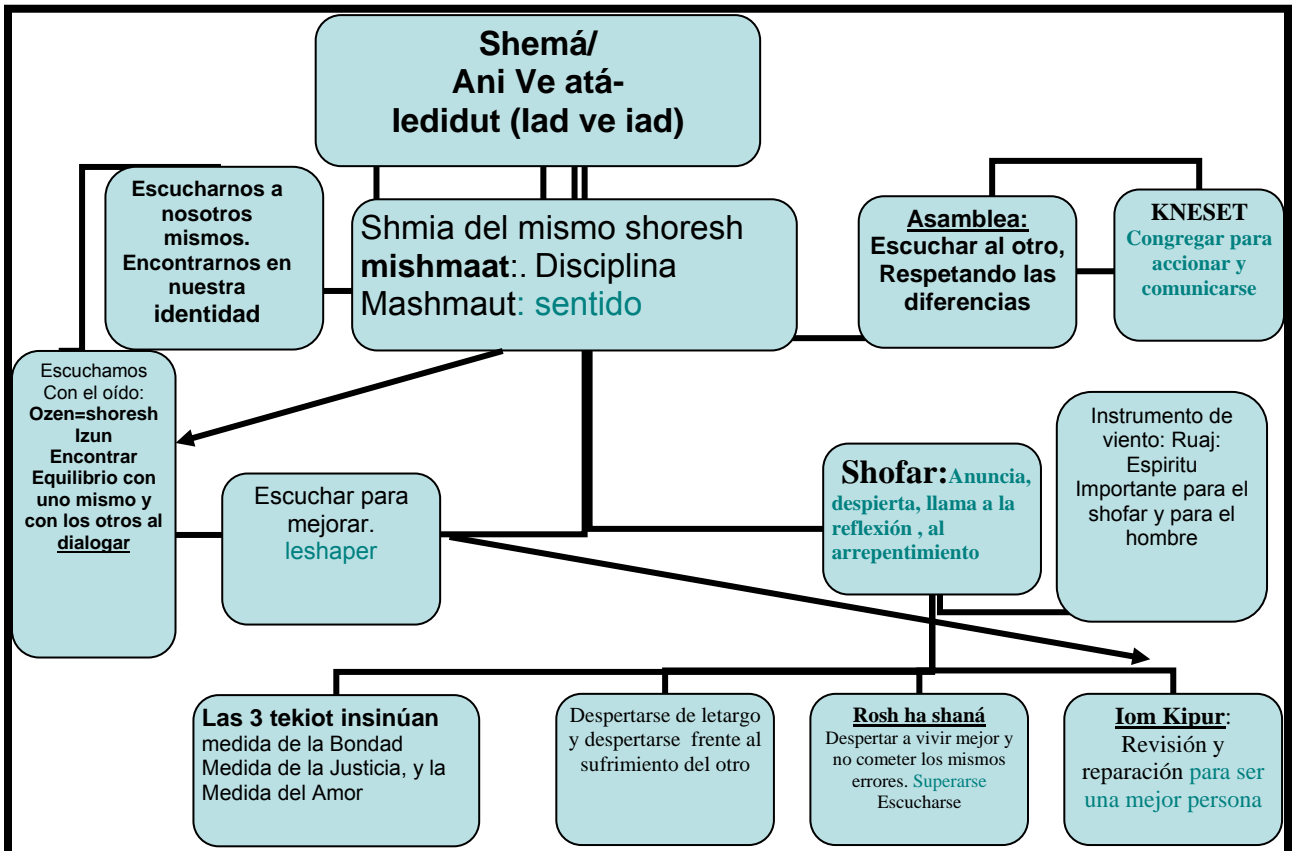 Shemá/
Ani Ve atá-
Iedidut (Iad ve iad)
Escucharnos a
nosotros
mismos.
Encontrarnos en
nuestra
identidad
Shmia del mismo shoresh
mishmaat:. Disciplina
Mashmaut: sentido
Asamblea:
Escuchar al otro,
Respetando las
diferencias
KNESET
Congregar para
accionar y
comunicarse
Escuchamos
Con el oído:
Ozen=shoresh
Izun
Encontrar
Equilibrio con
uno mismo y
con los otros al
dialogar
Escuchar para
mejorar.
leshaper
Shofar:Anuncia,
despierta, llama a la
reflexión , al
arrepentimiento
Instrumento de
viento: Ruaj:
Espiritu
Importante para el
shofar y para el
hombre
Las 3 tekiot insinúan
medida de la Bondad
Medida de la Justicia, y la
Medida del Amor
Despertarse de letargo
y despertarse frente al
sufrimiento del otro
Rosh ha shaná
Despertar a vivir mejor y
no cometer los mismos
errores. Superarse
Escucharse
Iom Kipur:
Revisión y
reparación para ser
una mejor persona